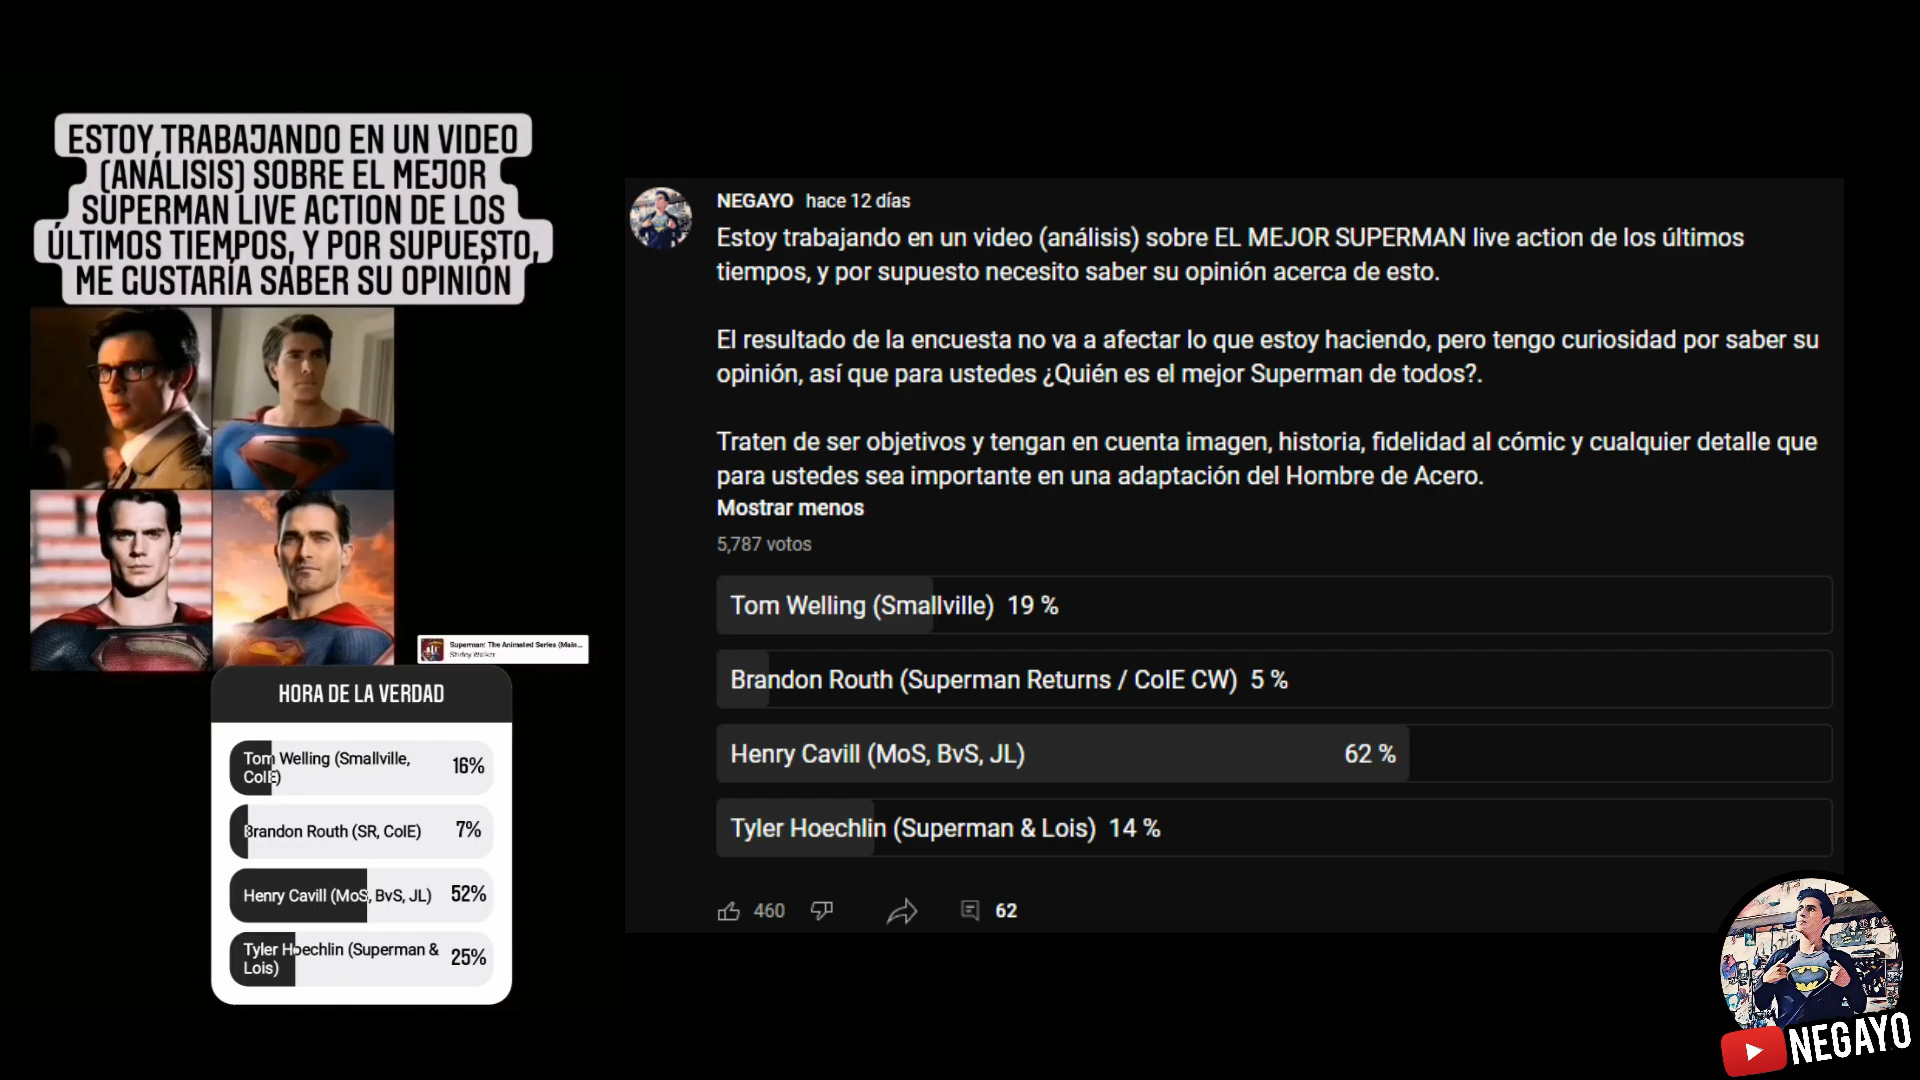 ESTOY TRABAJANDO EN UN VIDEO
(ANÁLISIS) SOBRE EL MEJOR
SUPERMAN LIVE ACTION DE LOS
ÚLTIMOS TIEMPOS, Y POR SUPUESTO,
ME GUSTARÍA SABER SU OPINIÓN
Superman: The Animated Series (Main...
Shirley Walker
HORA DE LA VERDAD
Tom Welling (Smallville,
CoIE)
16%
Brandon Routh (SR, CoIE)
7%
Henry Cavill (MoS, BvS, JL)
52%
Tyler Hoechlin (Superman &
Lois)
25%
NEGAYO hace 12 días
Estoy trabajando en un video (análisis) sobre EL MEJOR SUPERMAN live action de los últimos
tiempos, y por supuesto necesito saber su opinión acerca de esto.
El resultado de la encuesta no va a afectar lo que estoy haciendo, pero tengo curiosidad por saber su
opinión, así que para ustedes ¿Quién es el mejor Superman de todos?.
Traten de ser objetivos y tengan en cuenta imagen, historia, fidelidad al cómic y cualquier detalle que
para ustedes sea importante en una adaptación del Hombre de Acero.
Mostrar menos
5,787 votos
Tom Welling (Smallville) 19 %
Brandon Routh (Superman Returns / CoIE CW) 5 %
Henry Cavill (MoS, BvS, JL) 62 %
Tyler Hoechlin (Superman & Lois) 14 %
460
62
NEGAYO